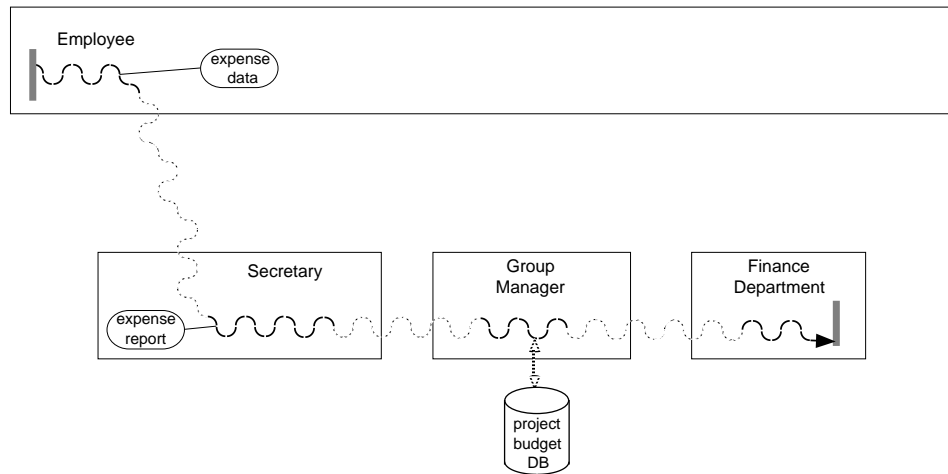 Employee
expense
data
Secretary
expense
report
Group
Manager
Finance
Department
project
budget
DB